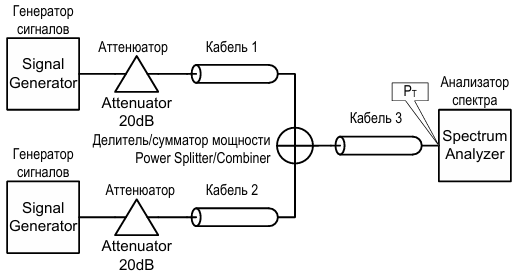 Генератор
сигналов
Signal
Generator
Аттенюатор
Attenuator
20dB
Кабель 1
Делитель/сумматор мощности
Power Splitter/Combiner
Кабель 3
PT
Анализатор
спектра
Spectrum
Analyzer
Генератор
сигналов
Signal
Generator
Аттенюатор
Attenuator
20dB
Кабель 2